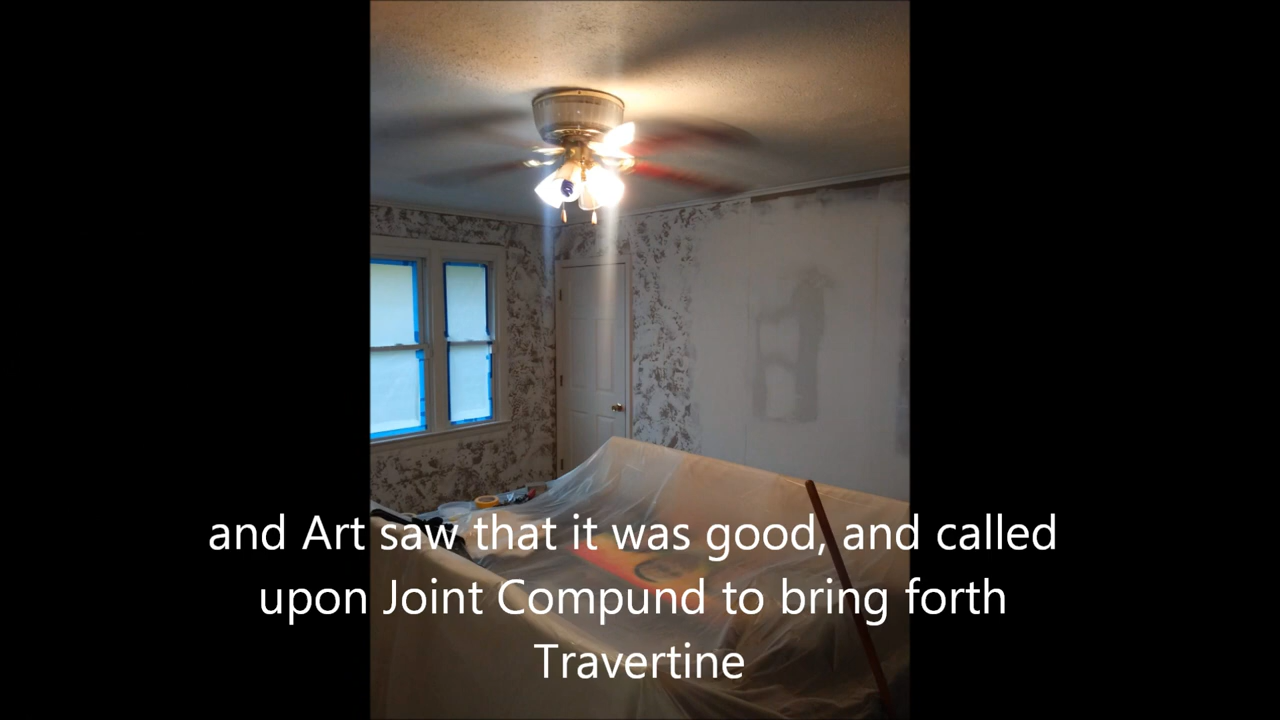 and Art saw that it was good, and called
upon Joint Compund to bring forth
Travertine